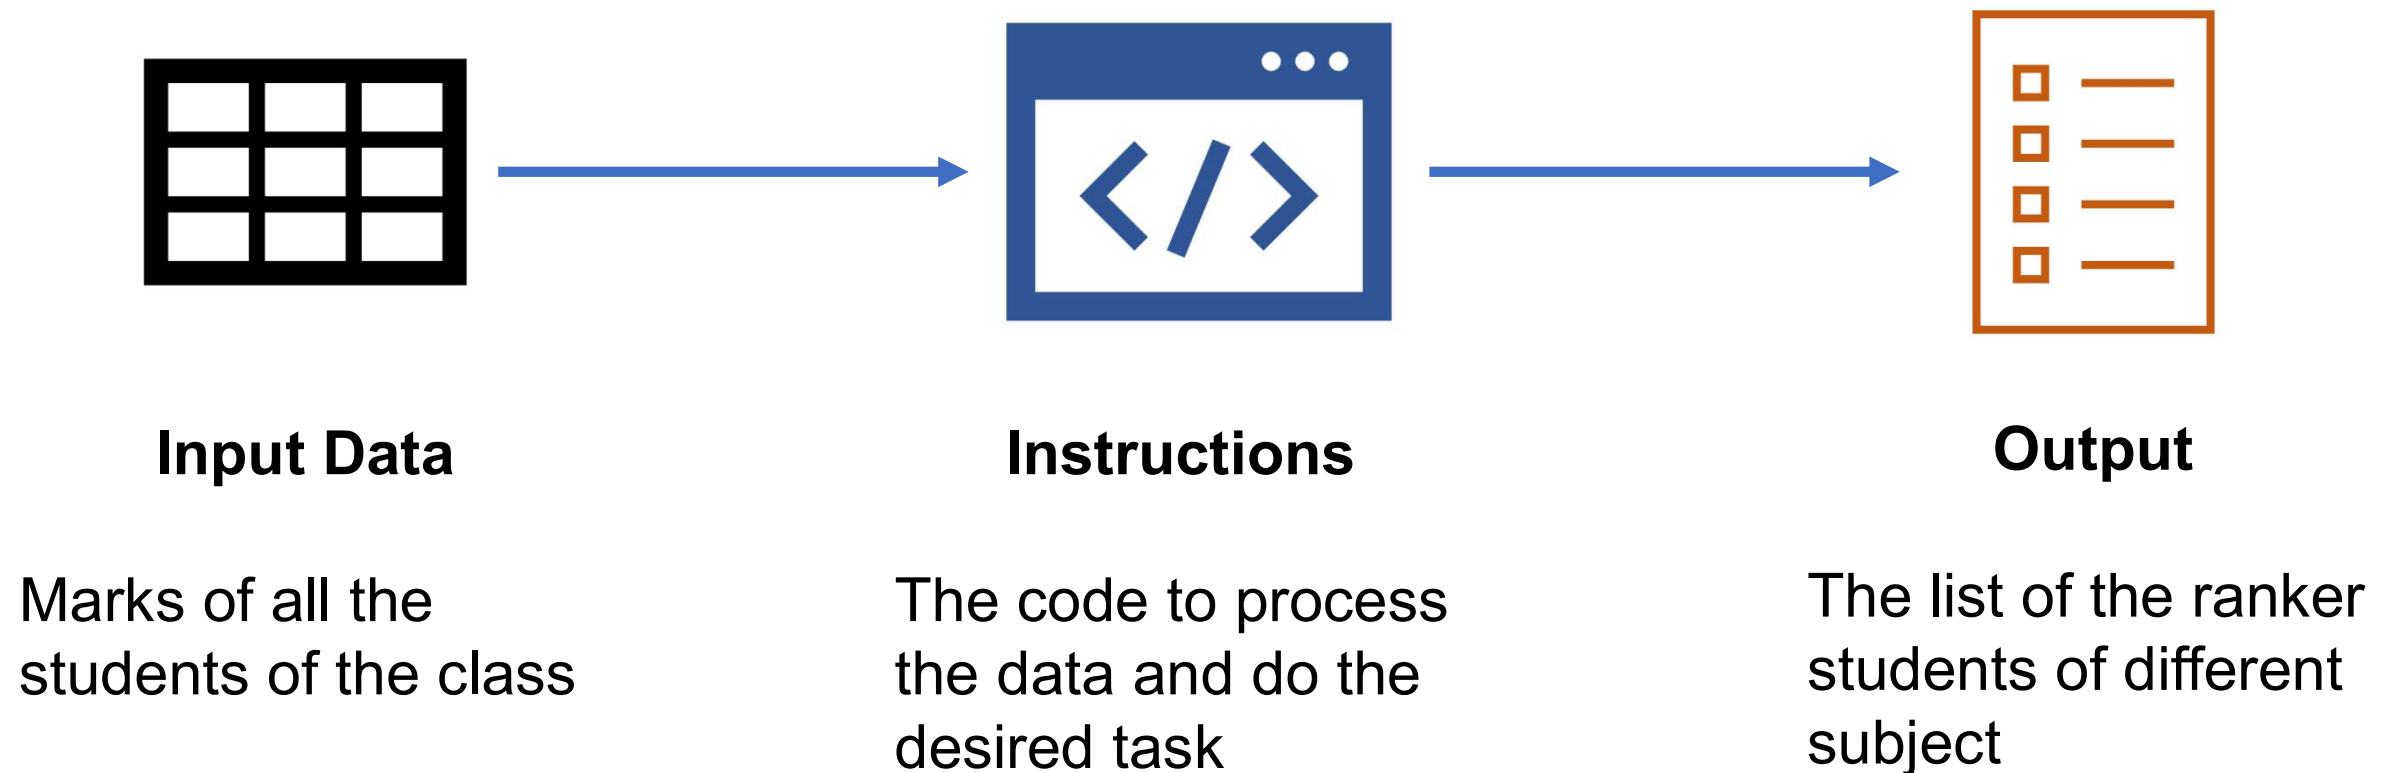 Input Data
Marks of all the
students of the class
Instructions
The code to process
the data and do the
desired task
Output
The list of the ranker
students of different
subject